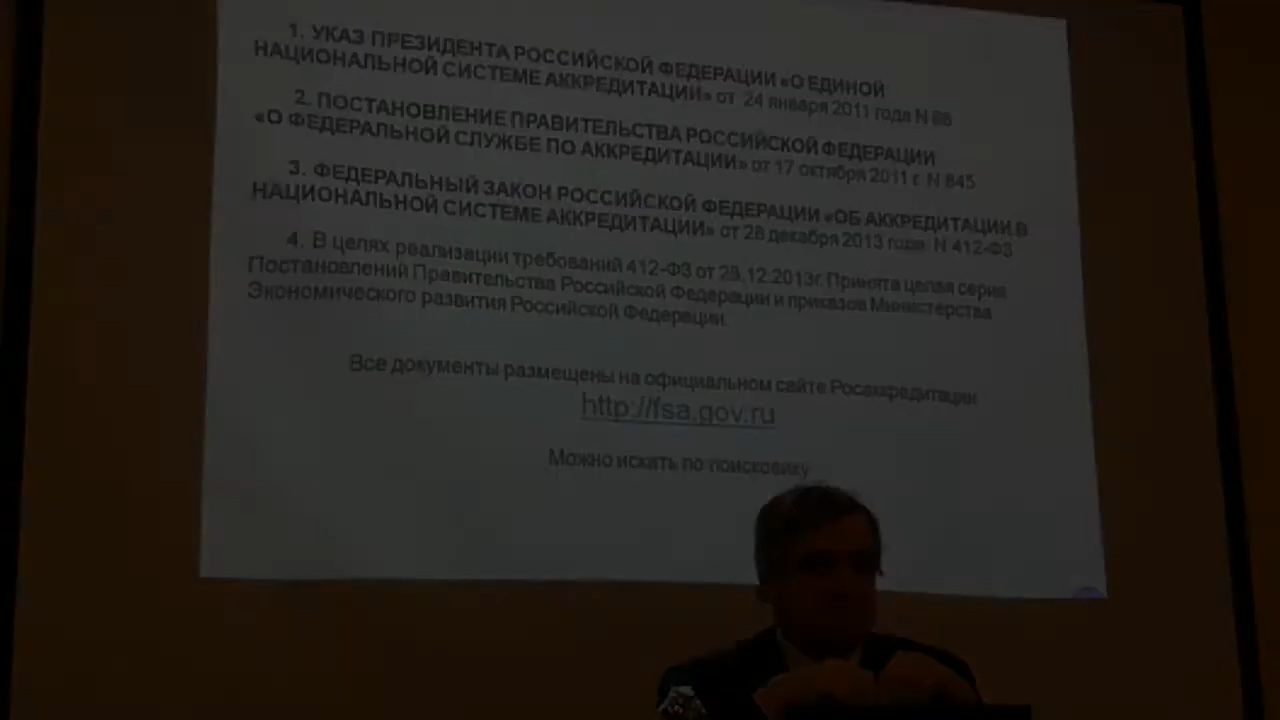 1. УКАЗ ПРЕЗИДЕНТА РОССИЙСКОЙ ФЕДЕРАЦИИ «О ЕДИНОЙ
НАЦИОНАЛЬНОЙ СИСТЕМЕ АККРЕДИТАЦИИ» от 24 января 2011 года N 86
2. ПОСТАНОВЛЕНИЕ ПРАВИТЕЛЬСТВА РОССИЙСКОЙ ФЕДЕРАЦИИ
«О ФЕДЕРАЛЬНОЙ СЛУЖБЕ ПО АККРЕДИТАЦИИ» от 17 октября 2011 г. N 845
3. ФЕДЕРАЛЬНЫЙ ЗАКОН РОССИЙСКОЙ ФЕДЕРАЦИИ «ОБ АККРЕДИТАЦИИ В
НАЦИОНАЛЬНОЙ СИСТЕМЕ АККРЕДИТАЦИИ» от 28 декабря 2013 года N 412-ФЗ
4. В целях реализации требований 412-ФЗ от 28.12.2013г. Принята целая серия
Постановлений Правительства Российской Федерации и приказов Министерства
Экономического развития Российской Федерации.
Все документы размещены на официальном сайте Росаккредитации
http://fsa.gov.ru
Можно искать по поисковику